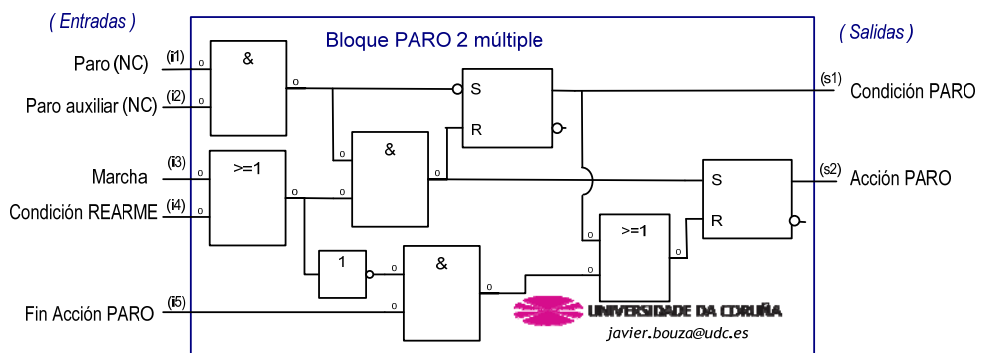 ( Entradas )
Bloque PARO 2 múltiple
( Salidas )
Paro (NC) (i1) o
Paro auxiliar (NC) (i2) o
&
o
S
R
(s1) Condición PARO
Marcha (i3) o
Condición REARME (i4) o
>=1
o
o
o
&
o
S
R
(s2) Acción PARO
1
o
o
&
o
o
o
>=1
o
Fin Acción PARO (i5)
UNIVERSIDADE DA CORUÑA
javier.bouza@udc.es